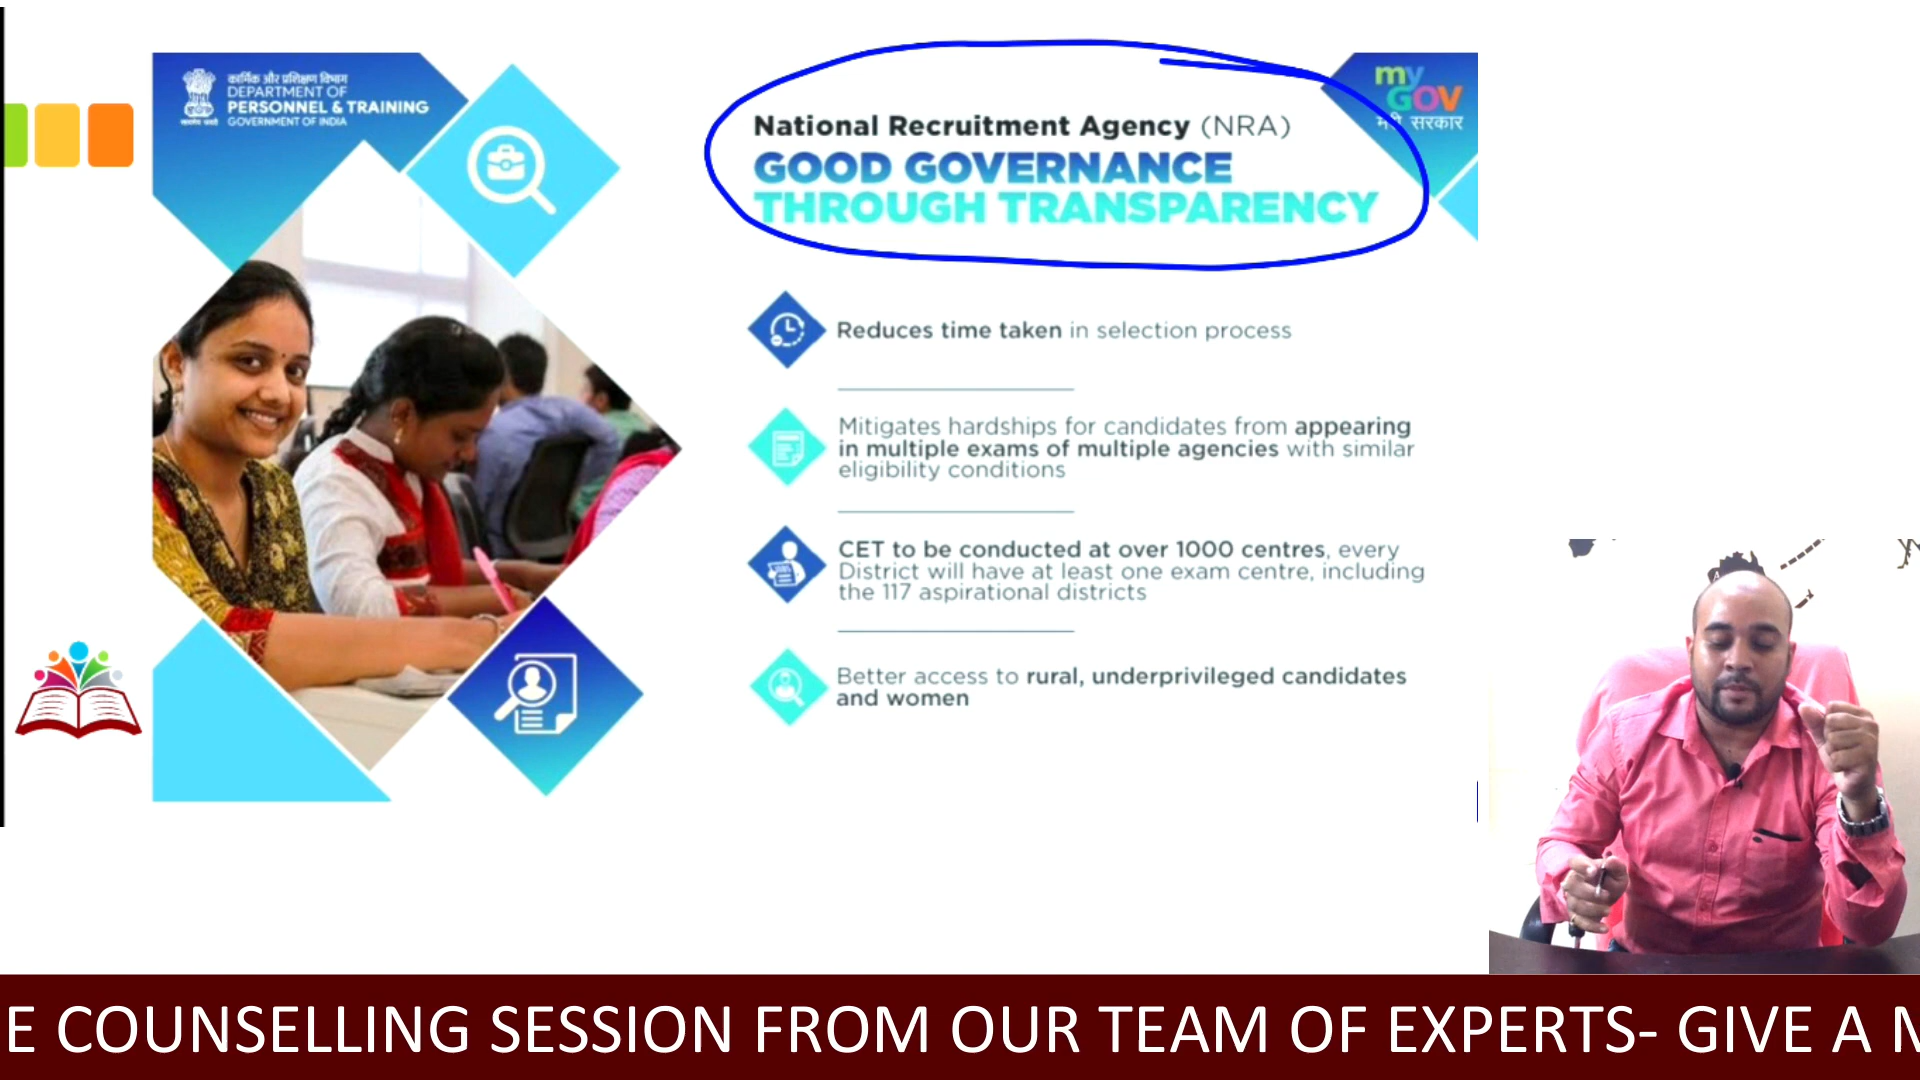 कार्मिक और प्रशिक्षण विभाग
DEPARTMENT OF
PERSONNEL & TRAINING
GOVERNMENT OF INDIA
my
GOV
मेरी सरकार
National Recruitment Agency (NRA)
GOOD GOVERNANCE
THROUGH TRANSPARENCY
Reduces time taken in selection process
Mitigates hardships for candidates from appearing
in multiple exams of multiple agencies with similar
eligibility conditions
CET to be conducted at over 1000 centres, every
District will have at least one exam centre, including
the 117 aspirational districts
Better access to rural, underprivileged candidates
and women
E COUNSELLING SESSION FROM OUR TEAM OF EXPERTS- GIVE A M